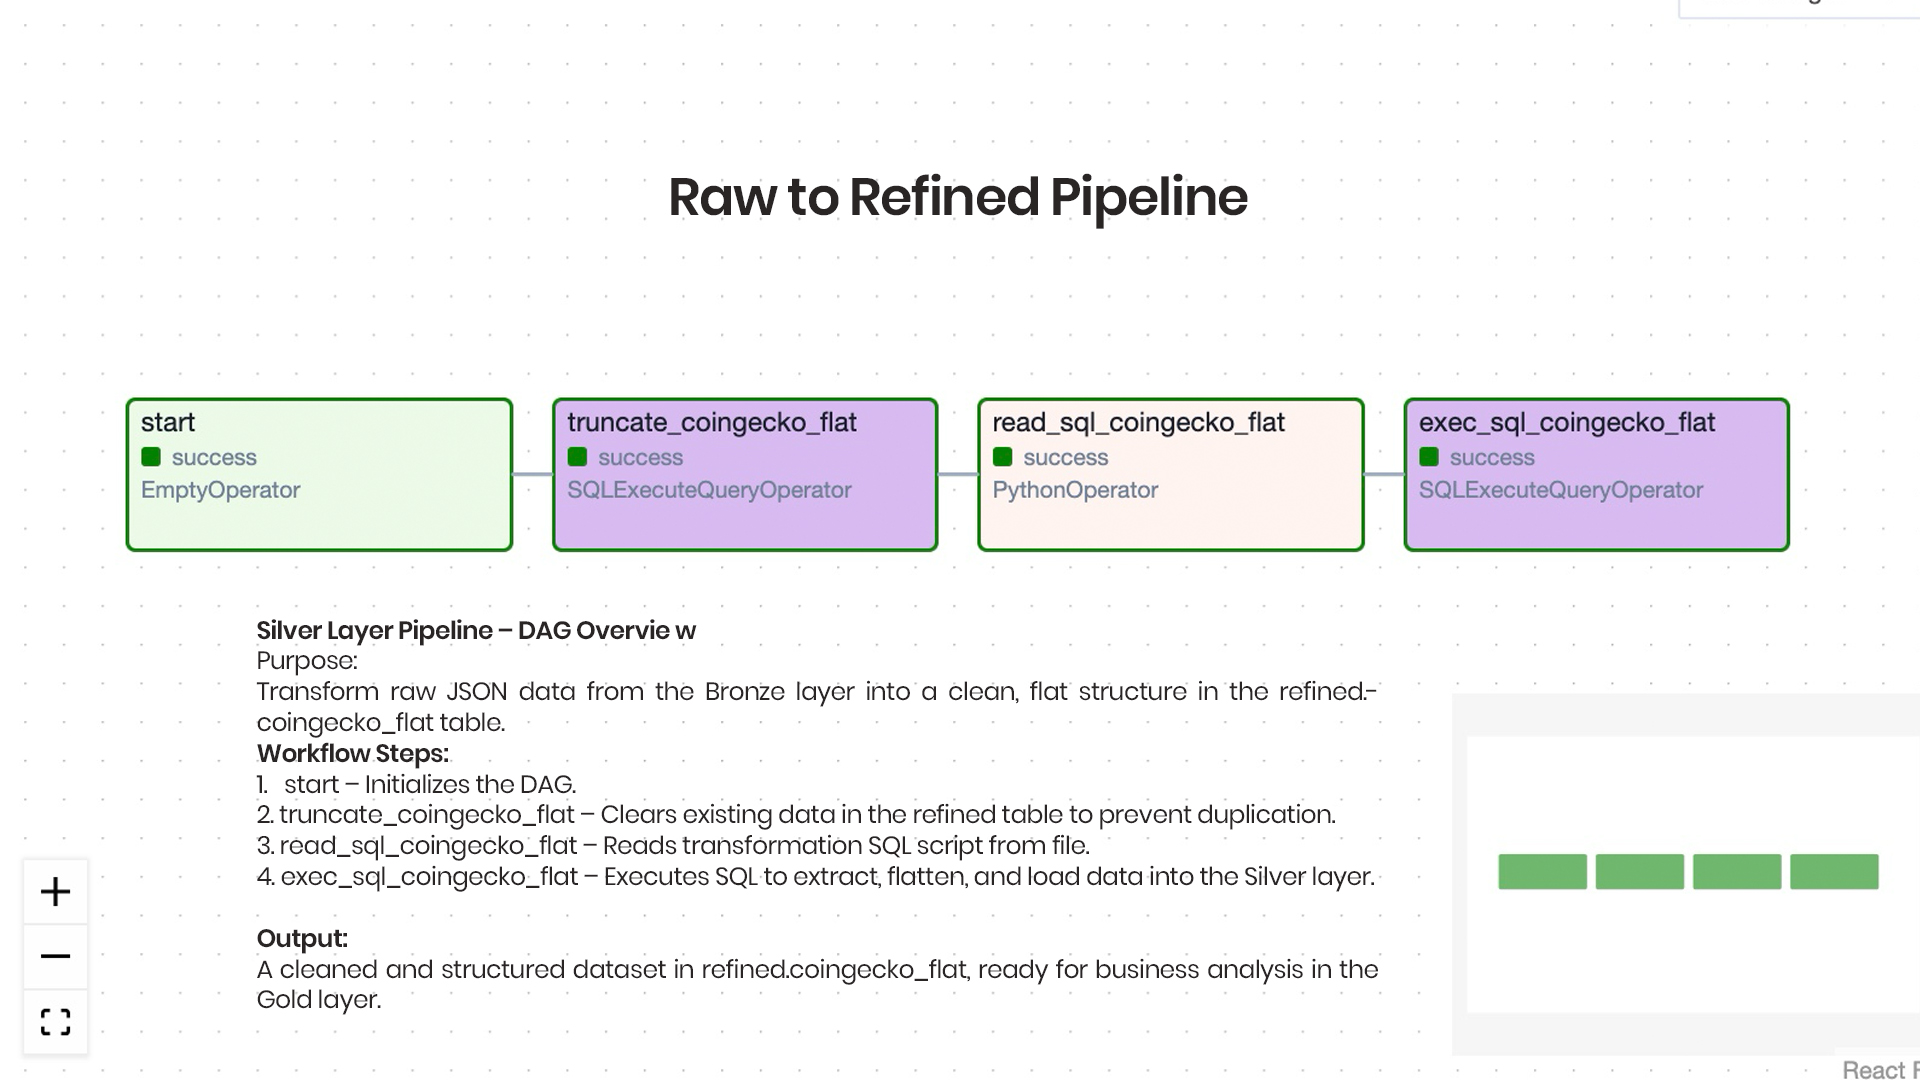 Raw to Refined Pipeline
start
success
EmptyOperator
truncate_coingecko_flat
success
SQLExecuteQueryOperator
read_sql_coingecko_flat
success
PythonOperator
exec_sql_coingecko_flat
success
SQLExecuteQueryOperator
Silver Layer Pipeline – DAG Overvie w
Purpose:
Transform raw JSON data from the Bronze layer into a clean, flat structure in the refined.-
coingecko_flat table.
Workflow Steps:
1. start – Initializes the DAG.
2. truncate_coingecko_flat – Clears existing data in the refined table to prevent duplication.
3. read_sql_coingecko_flat – Reads transformation SQL script from file.
4. exec_sql_coingecko_flat – Executes SQL to extract, flatten, and load data into the Silver layer.
Output:
A cleaned and structured dataset in refined.coingecko_flat, ready for business analysis in the
Gold layer.
React